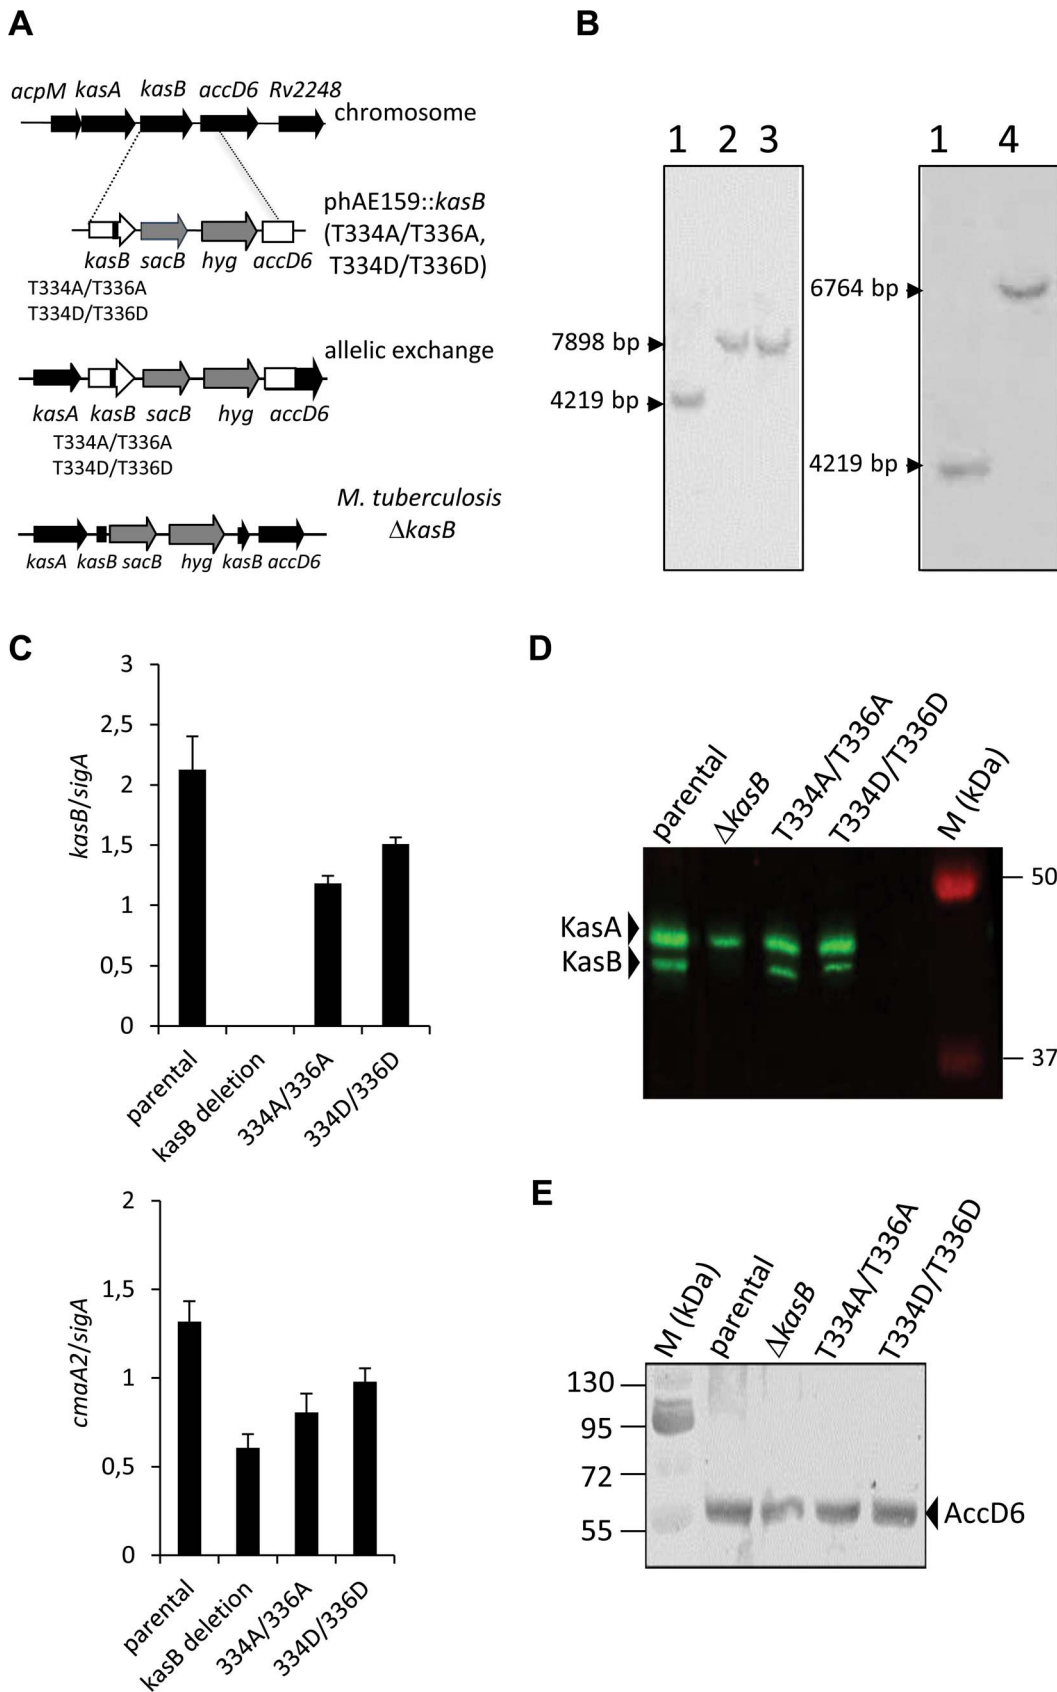 A
acpM kasA kasB accD6 Rv2248
chromosome
phAE159::kasB
(T334A/T336A,
T334D/T336D)
kasB sacB hyg accD6
T334A/T336A
T334D/T336D
allelic exchange
kasA kasB sacB hyg accD6
T334A/T336A
T334D/T336D
M. tuberculosis
ΔkasB
kasA kasB sacB hyg kasB accD6
B
1 2 3
7898 bp
4219 bp
1 4
6764 bp
4219 bp
C
3
2,5
2
1,5
1
0,5
0
kasB/sigA
parental
kasB deletion
334A/336A
334D/336D
2
1,5
1
0,5
0
cmaA2/sigA
parental
kasB deletion
334A/336A
334D/336D
D
parental
ΔkasB
T334A/T336A
T334D/T336D
M (kDa)
50
KasA
KasB
37
E
M (kDa)
parental
ΔkasB
T334A/T336A
T334D/T336D
130
95
72
55
AccD6